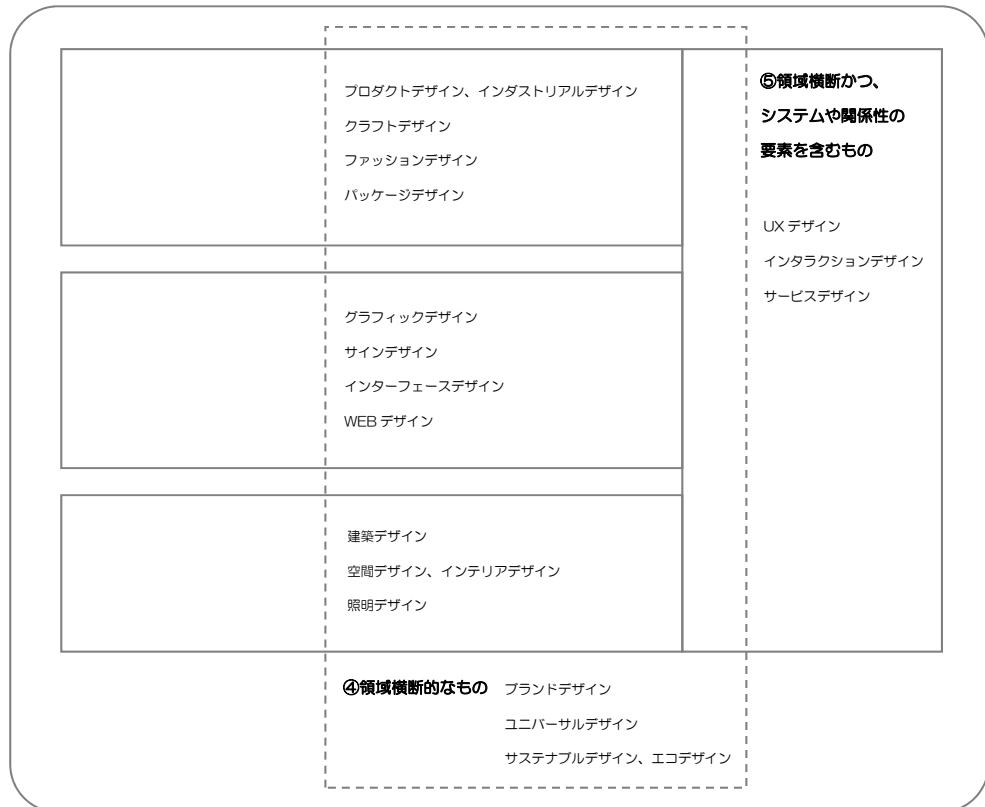 プロダクトデザイン、インダストリアルデザイン
クラフトデザイン
ファッションデザイン
パッケージデザイン
グラフィックデザイン
サインデザイン
インターフェースデザイン
WEB デザイン
建築デザイン
空間デザイン、インテリアデザイン
照明デザイン
④領域横断的なもの
ブランドデザイン
ユニバーサルデザイン
サステナブルデザイン、エコデザイン
⑤領域横断かつ、
システムや関係性の
要素を含むもの
UX デザイン
インタラクションデザイン
サービスデザイン